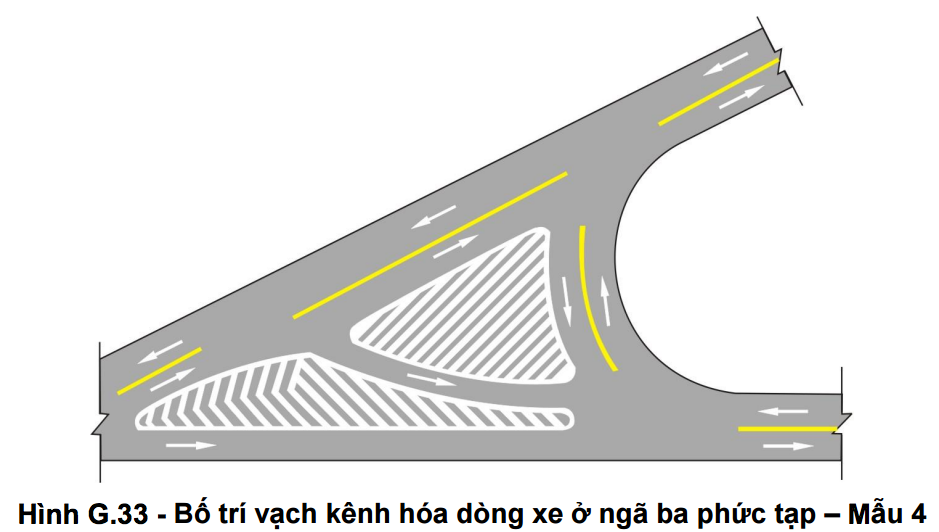 Hình G.33 - Bố trí vạch kênh hóa dòng xe ở ngã ba phức tạp – Mẫu 4